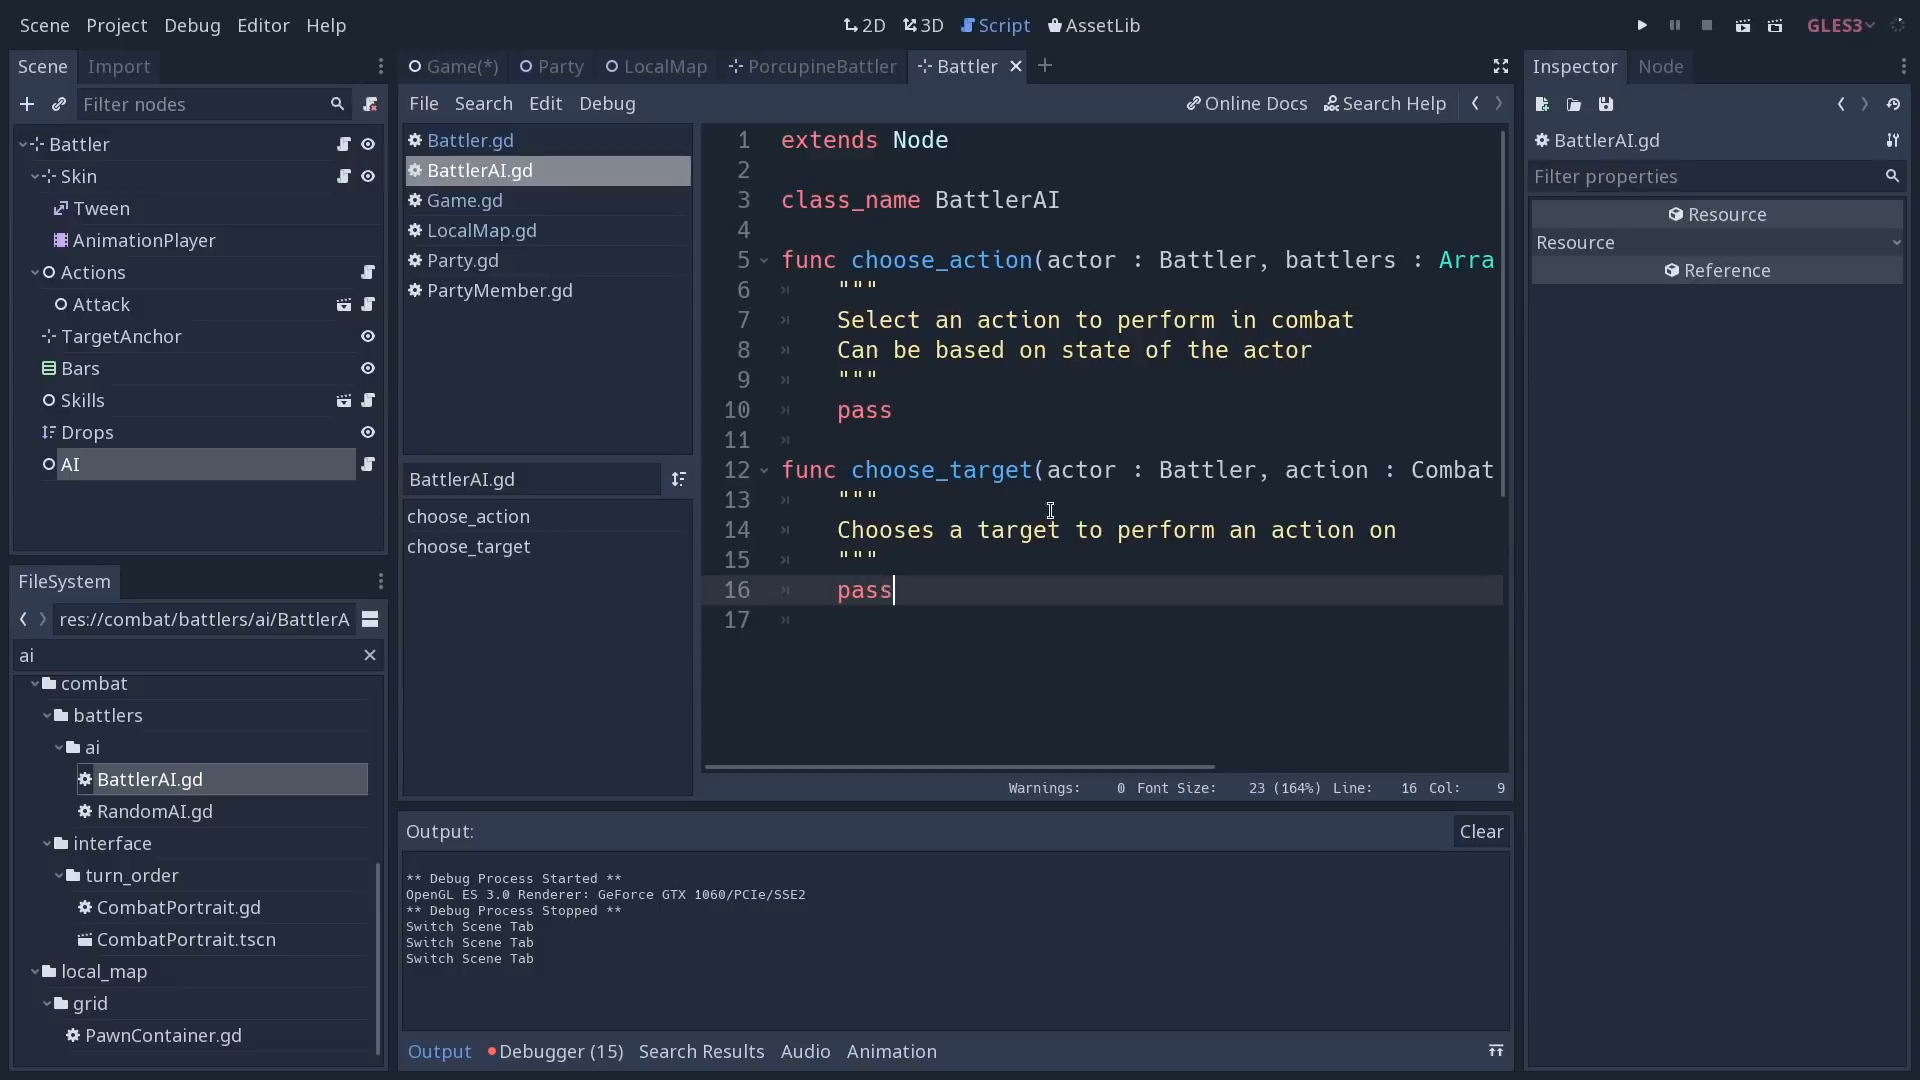 Scene Project Debug Editor Help
2D 3D Script AssetLib
GLES3
Scene Import
Filter nodes
Battler
Skin
Tween
AnimationPlayer
Actions
Attack
TargetAnchor
Bars
Skills
Drops
AI
FileSystem
res://combat/battlers/ai/BattlerA
ai
combat
battlers
ai
BattlerAI.gd
RandomAI.gd
interface
turn_order
CombatPortrait.gd
CombatPortrait.tscn
local_map
grid
PawnContainer.gd
Game(*) Party LocalMap PorcupineBattler Battler
File Search Edit Debug Online Docs Search Help
Battler.gd
BattlerAI.gd
Game.gd
LocalMap.gd
Party.gd
PartyMember.gd
BattlerAI.gd
choose_action
choose_target
1 extends Node
2
3 class_name BattlerAI
4
5 func choose_action(actor : Battler, battlers : Arra
6 """
7 Select an action to perform in combat
8 Can be based on state of the actor
9 """
10 pass
11
12 func choose_target(actor : Battler, action : Combat
13 """
14 Chooses a target to perform an action on
15 """
16 pass
17
Warnings: 0 Font Size: 23 (164%) Line: 16 Col: 9
Output: Clear
** Debug Process Started **
OpenGL ES 3.0 Renderer: GeForce GTX 1060/PCIe/SSE2
** Debug Process Stopped **
Switch Scene Tab
Switch Scene Tab
Switch Scene Tab
Output Debugger (15) Search Results Audio Animation
Inspector Node
BattlerAI.gd
Filter properties
Resource
Resource
Reference